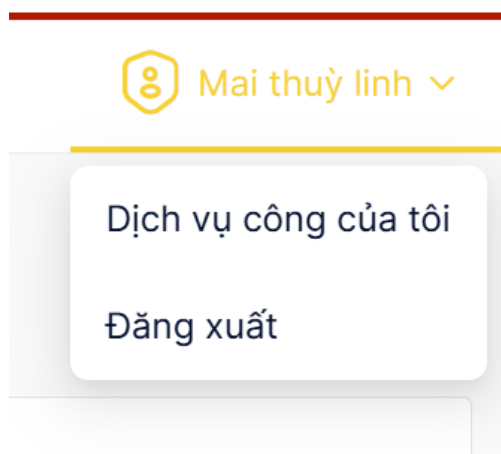 Mai thuỳ linh
Dịch vụ công của tôi
Đăng xuất